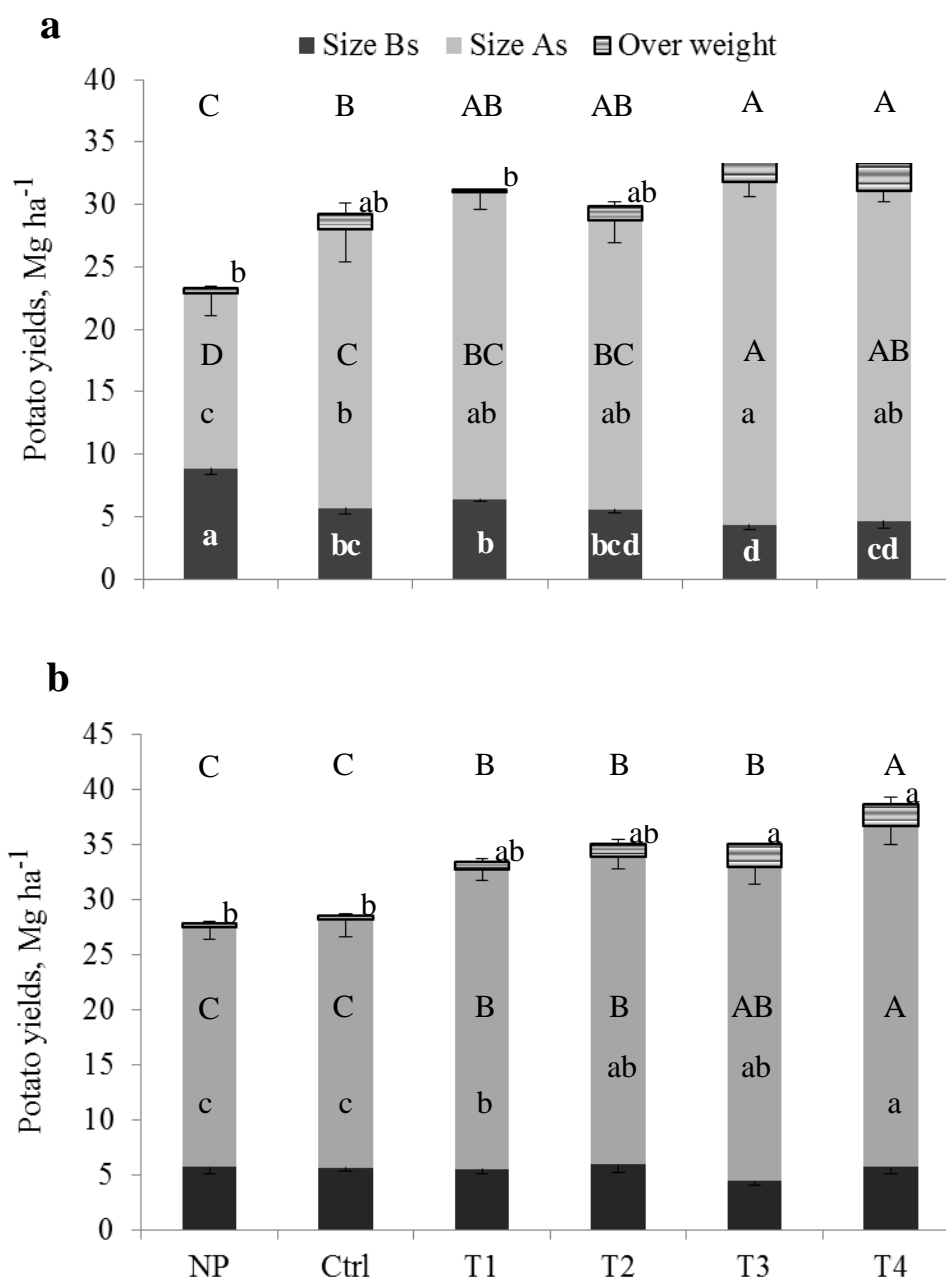 a
Size Bs Size As Over weight
Potato yields, Mg ha-1
40 C B AB AB A A
35
30 ab b ab
25 b
20
D C BC BC A AB
15
c b ab ab a ab
10
5 a bc b bcd d cd
0
b
Potato yields, Mg ha-1
45
C C B B B A
40
a
35 ab ab a
30 b b
25
20 C C B B AB A
15 ab ab
10 c c b a
5
0
NP Ctrl T1 T2 T3 T4